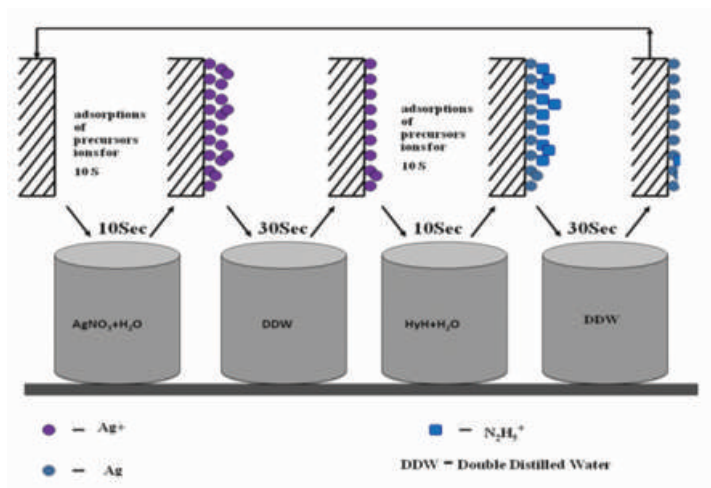 adsorptions
of
precursors
ions for
10 S
adsorptions
of
precursors
ions for
10 S
10Sec
30Sec
10Sec
30Sec
AgNO₃+H₂O
DDW
HyH+H₂O
DDW
– Ag+
– N₂H₅⁺
– Ag
DDW – Double Distilled Water